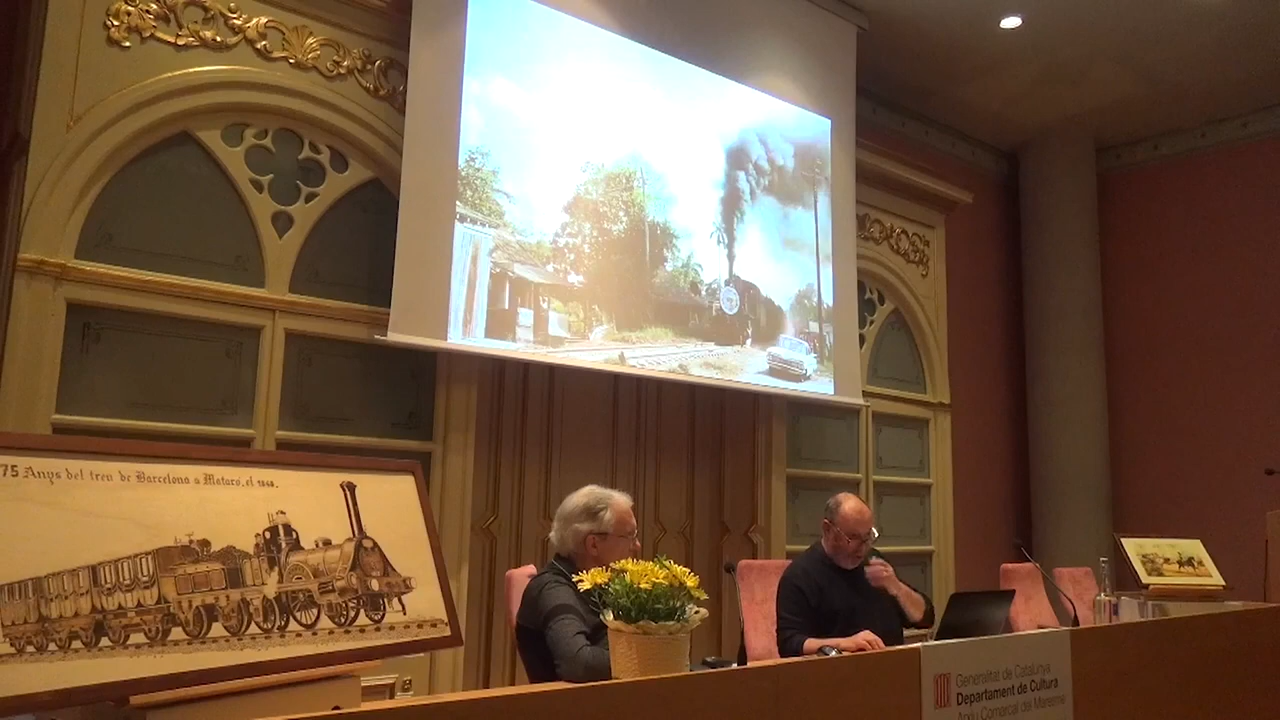 75 Anys del tren de Barcelona a Mataró, el 1848.
Generalitat de Catalunya
Departament de Cultura
Arxiu Comarcal del Maresme